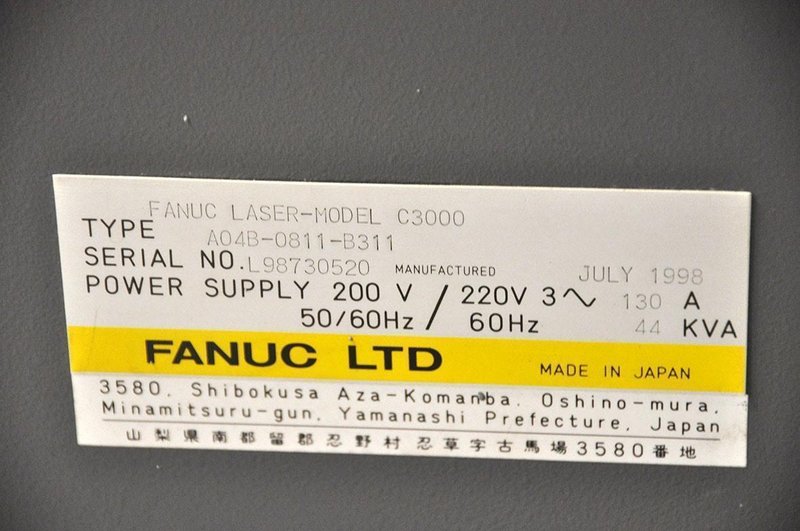 FANUC LASER-MODEL C3000
TYPE A04B-0811-B311
SERIAL NO. L98730520 MANUFACTURED JULY 1998
POWER SUPPLY 200 V / 220V 3~ 130 A
50/60Hz / 60Hz 44 KVA
FANUC LTD MADE IN JAPAN
3580, Shibokusa Aza-Komanba, Oshino-mura,
Minamitsuru-gun, Yamanashi Prefecture, Japan
山梨県南都留郡忍野村忍草字古馬場3580番地